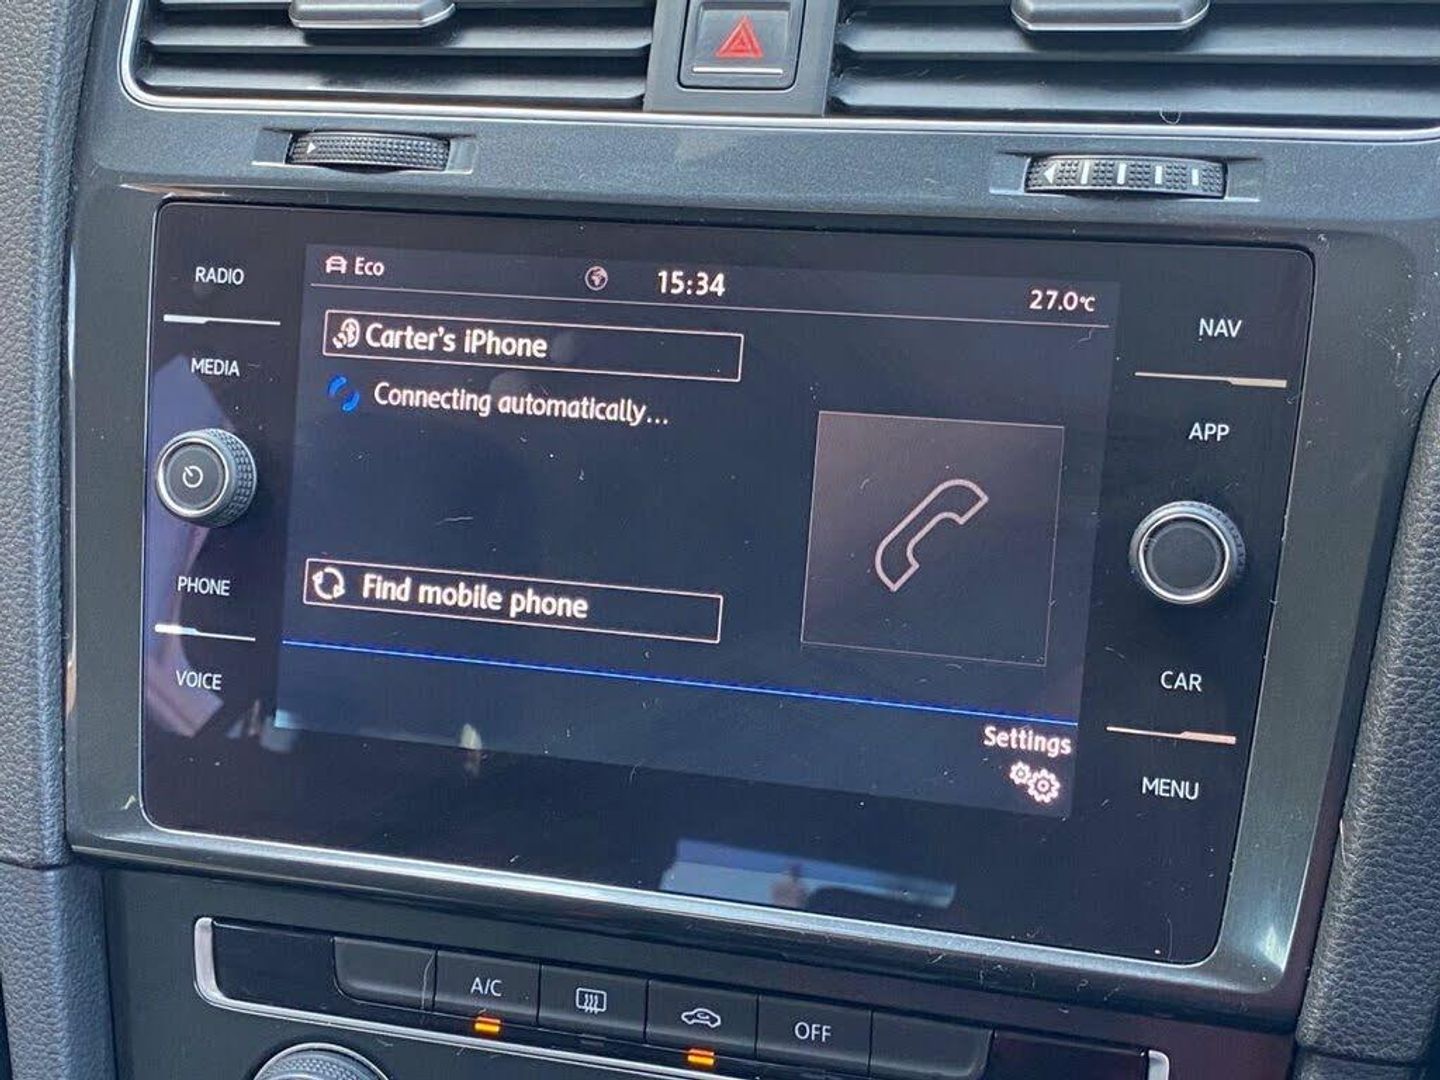 RADIO
MEDIA
PHONE
VOICE
Eco
15:34
27.0°C
Carter's iPhone
Connecting automatically...
Find mobile phone
Settings
NAV
APP
CAR
MENU
A/C
OFF